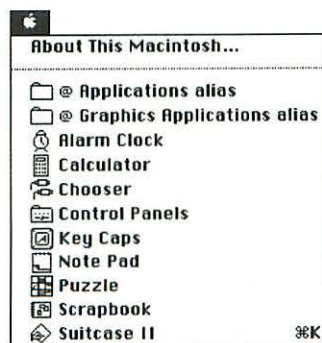 About This Macintosh...
@ Applications alias
@ Graphics Applications alias
Alarm Clock
Calculator
Chooser
Control Panels
Key Caps
Note Pad
Puzzle
Scrapbook
Suitcase II ⌘K